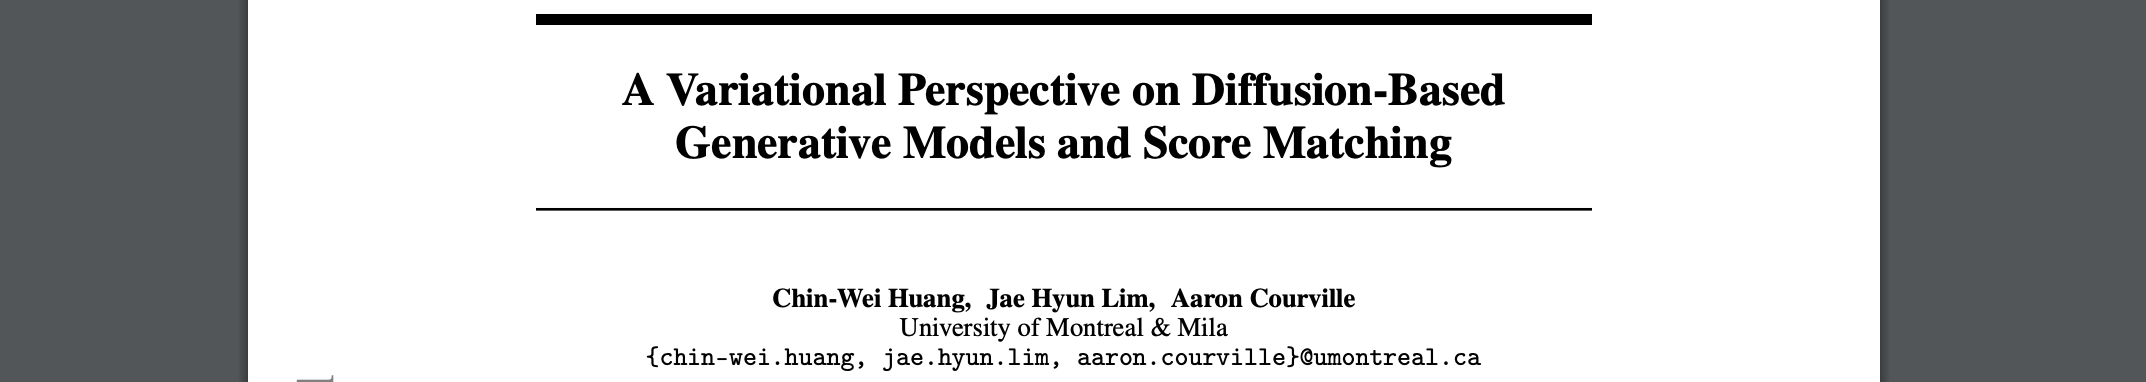 A Variational Perspective on Diffusion-Based
Generative Models and Score Matching
Chin-Wei Huang, Jae Hyun Lim, Aaron Courville
University of Montreal & Mila
{chin-wei.huang, jae.hyun.lim, aaron.courville}@umontreal.ca